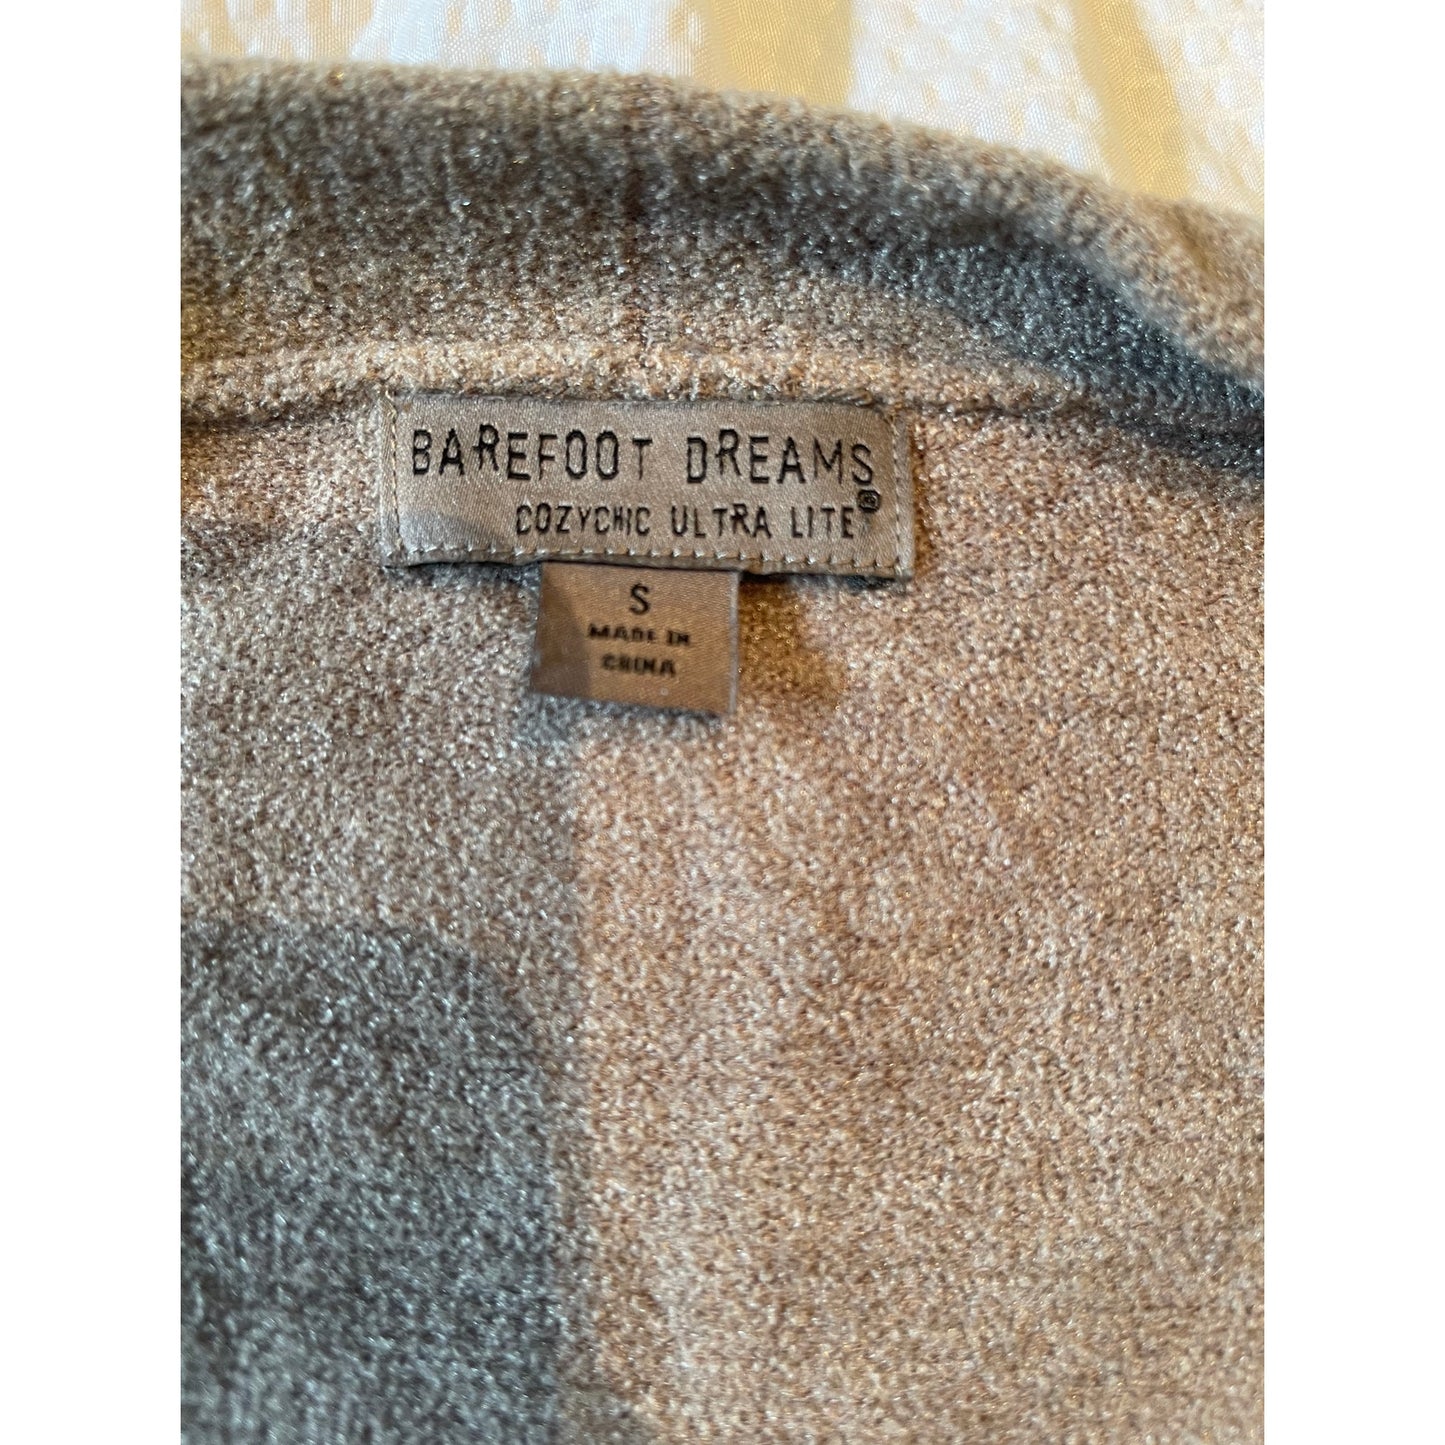 BAREFOOT DREAMS
COZYCHIC ULTRA LITE®
S
MADE IN
CHINA